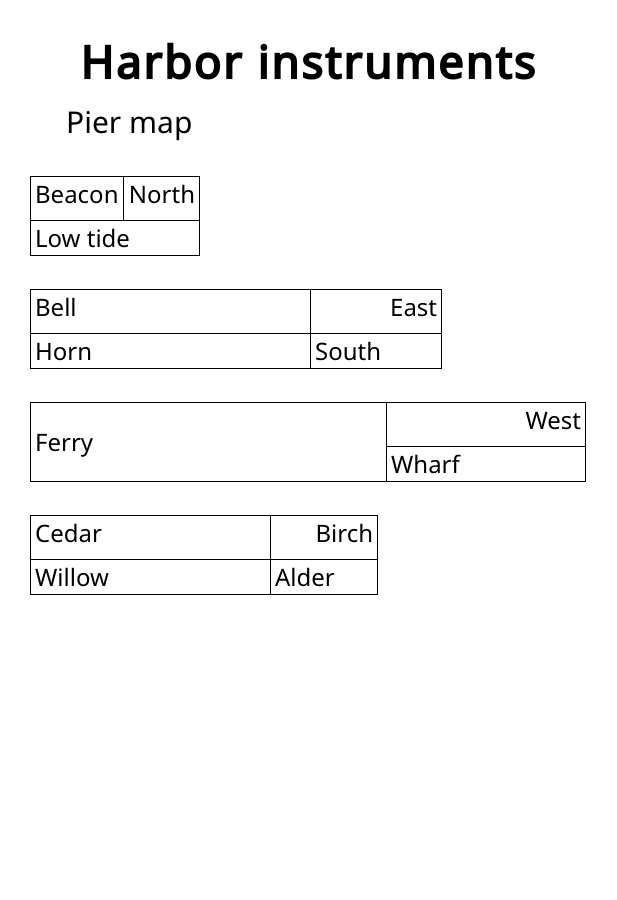 Harbor instruments
Pier map
Beacon North
Low tide
Bell East
Horn South
Ferry West
Wharf
Cedar Birch
Willow Alder